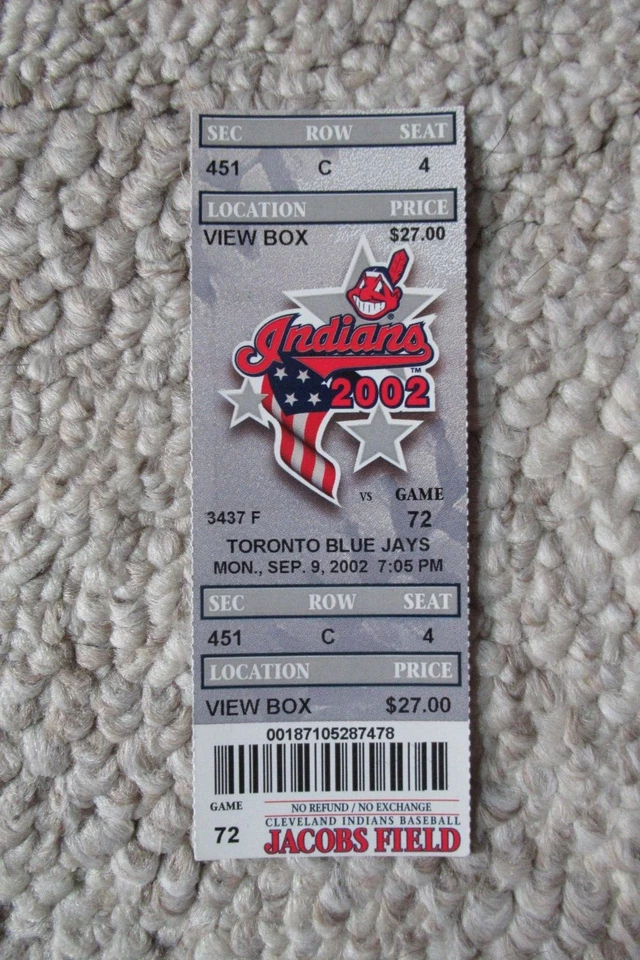 SEC ROW SEAT
451 C 4
LOCATION PRICE
VIEW BOX $27.00
Indians
2002 ™
VS GAME
3437 F 72
TORONTO BLUE JAYS
MON., SEP. 9, 2002 7:05 PM
SEC ROW SEAT
451 C 4
LOCATION PRICE
VIEW BOX $27.00
00187105287478
GAME NO REFUND / NO EXCHANGE
CLEVELAND INDIANS BASEBALL
72 JACOBS FIELD